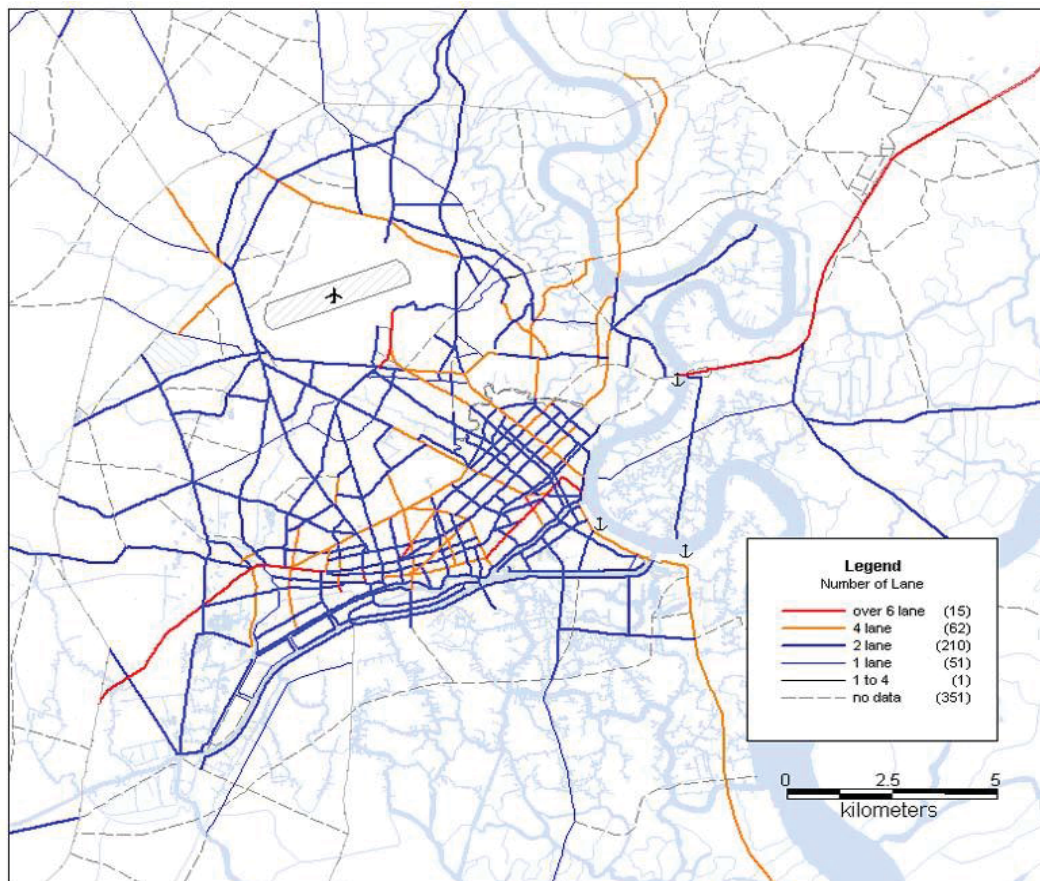 Legend
Number of Lane
over 6 lane (15)
4 lane (62)
2 lane (210)
1 lane (51)
1 to 4 (1)
no data (351)
0 2.5 5
kilometers